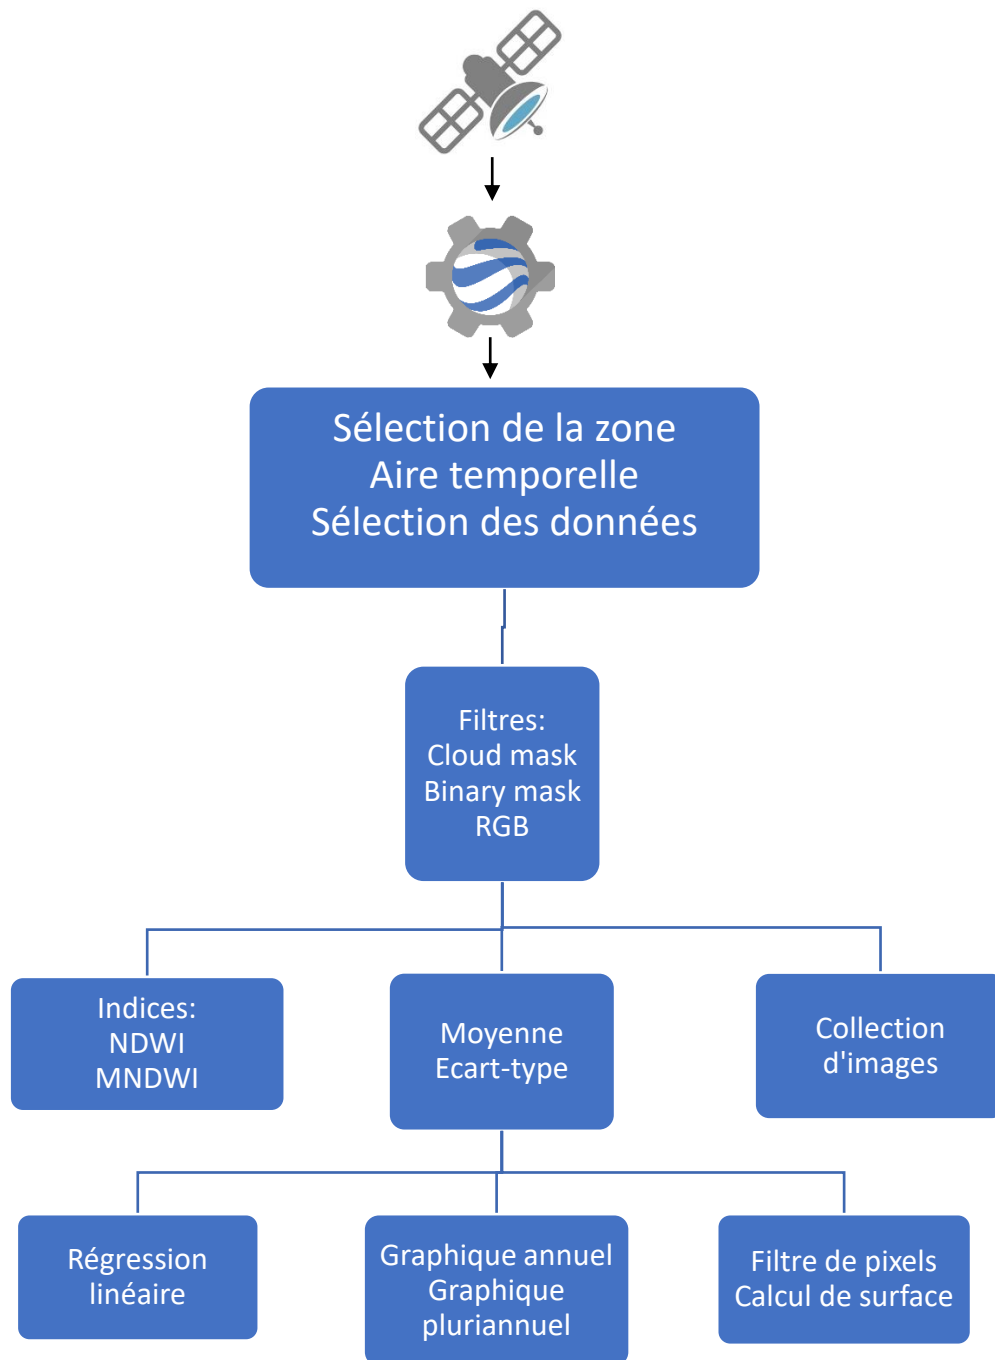 Sélection de la zone
Aire temporelle
Sélection des données
Filtres:
Cloud mask
Binary mask
RGB
Indices:
NDWI
MNDWI
Moyenne
Ecart-type
Collection
d'images
Régression
linéaire
Graphique annuel
Graphique
pluriannuel
Filtre de pixels
Calcul de surface